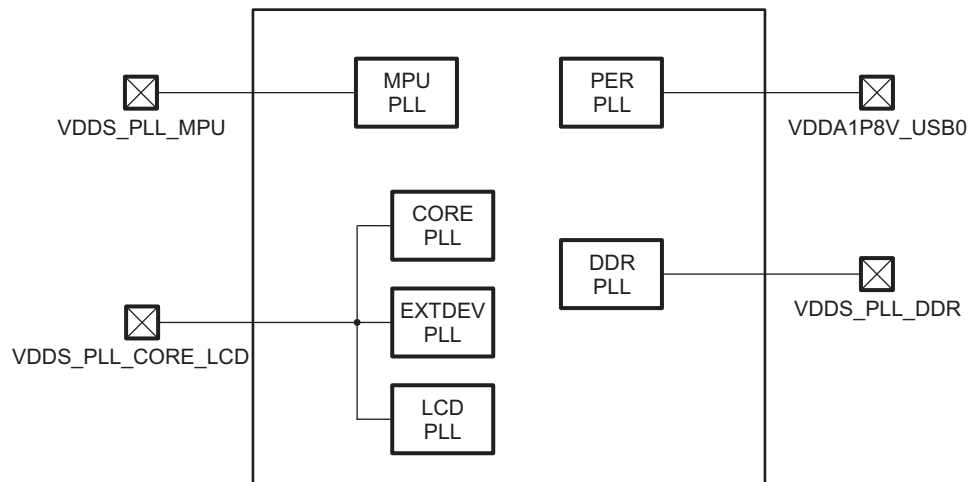 MPU
PLL
PER
PLL
VDDS_PLL_MPU
VDDA1P8V_USB0
CORE
PLL
DDR
PLL
VDDS_PLL_DDR
EXTDEV
PLL
VDDS_PLL_CORE_LCD
LCD
PLL